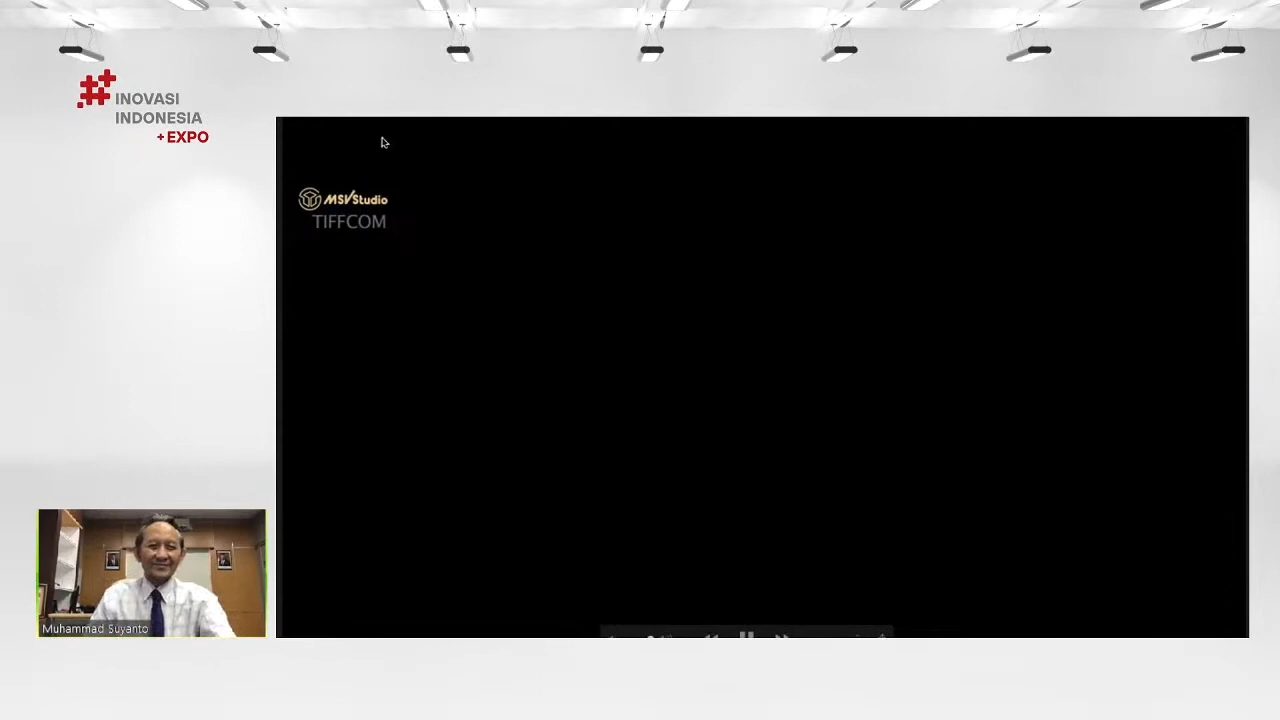 INOVASI
INDONESIA
+EXPO
MSVStudio
TIFFCOM
Muhammad Suyanto